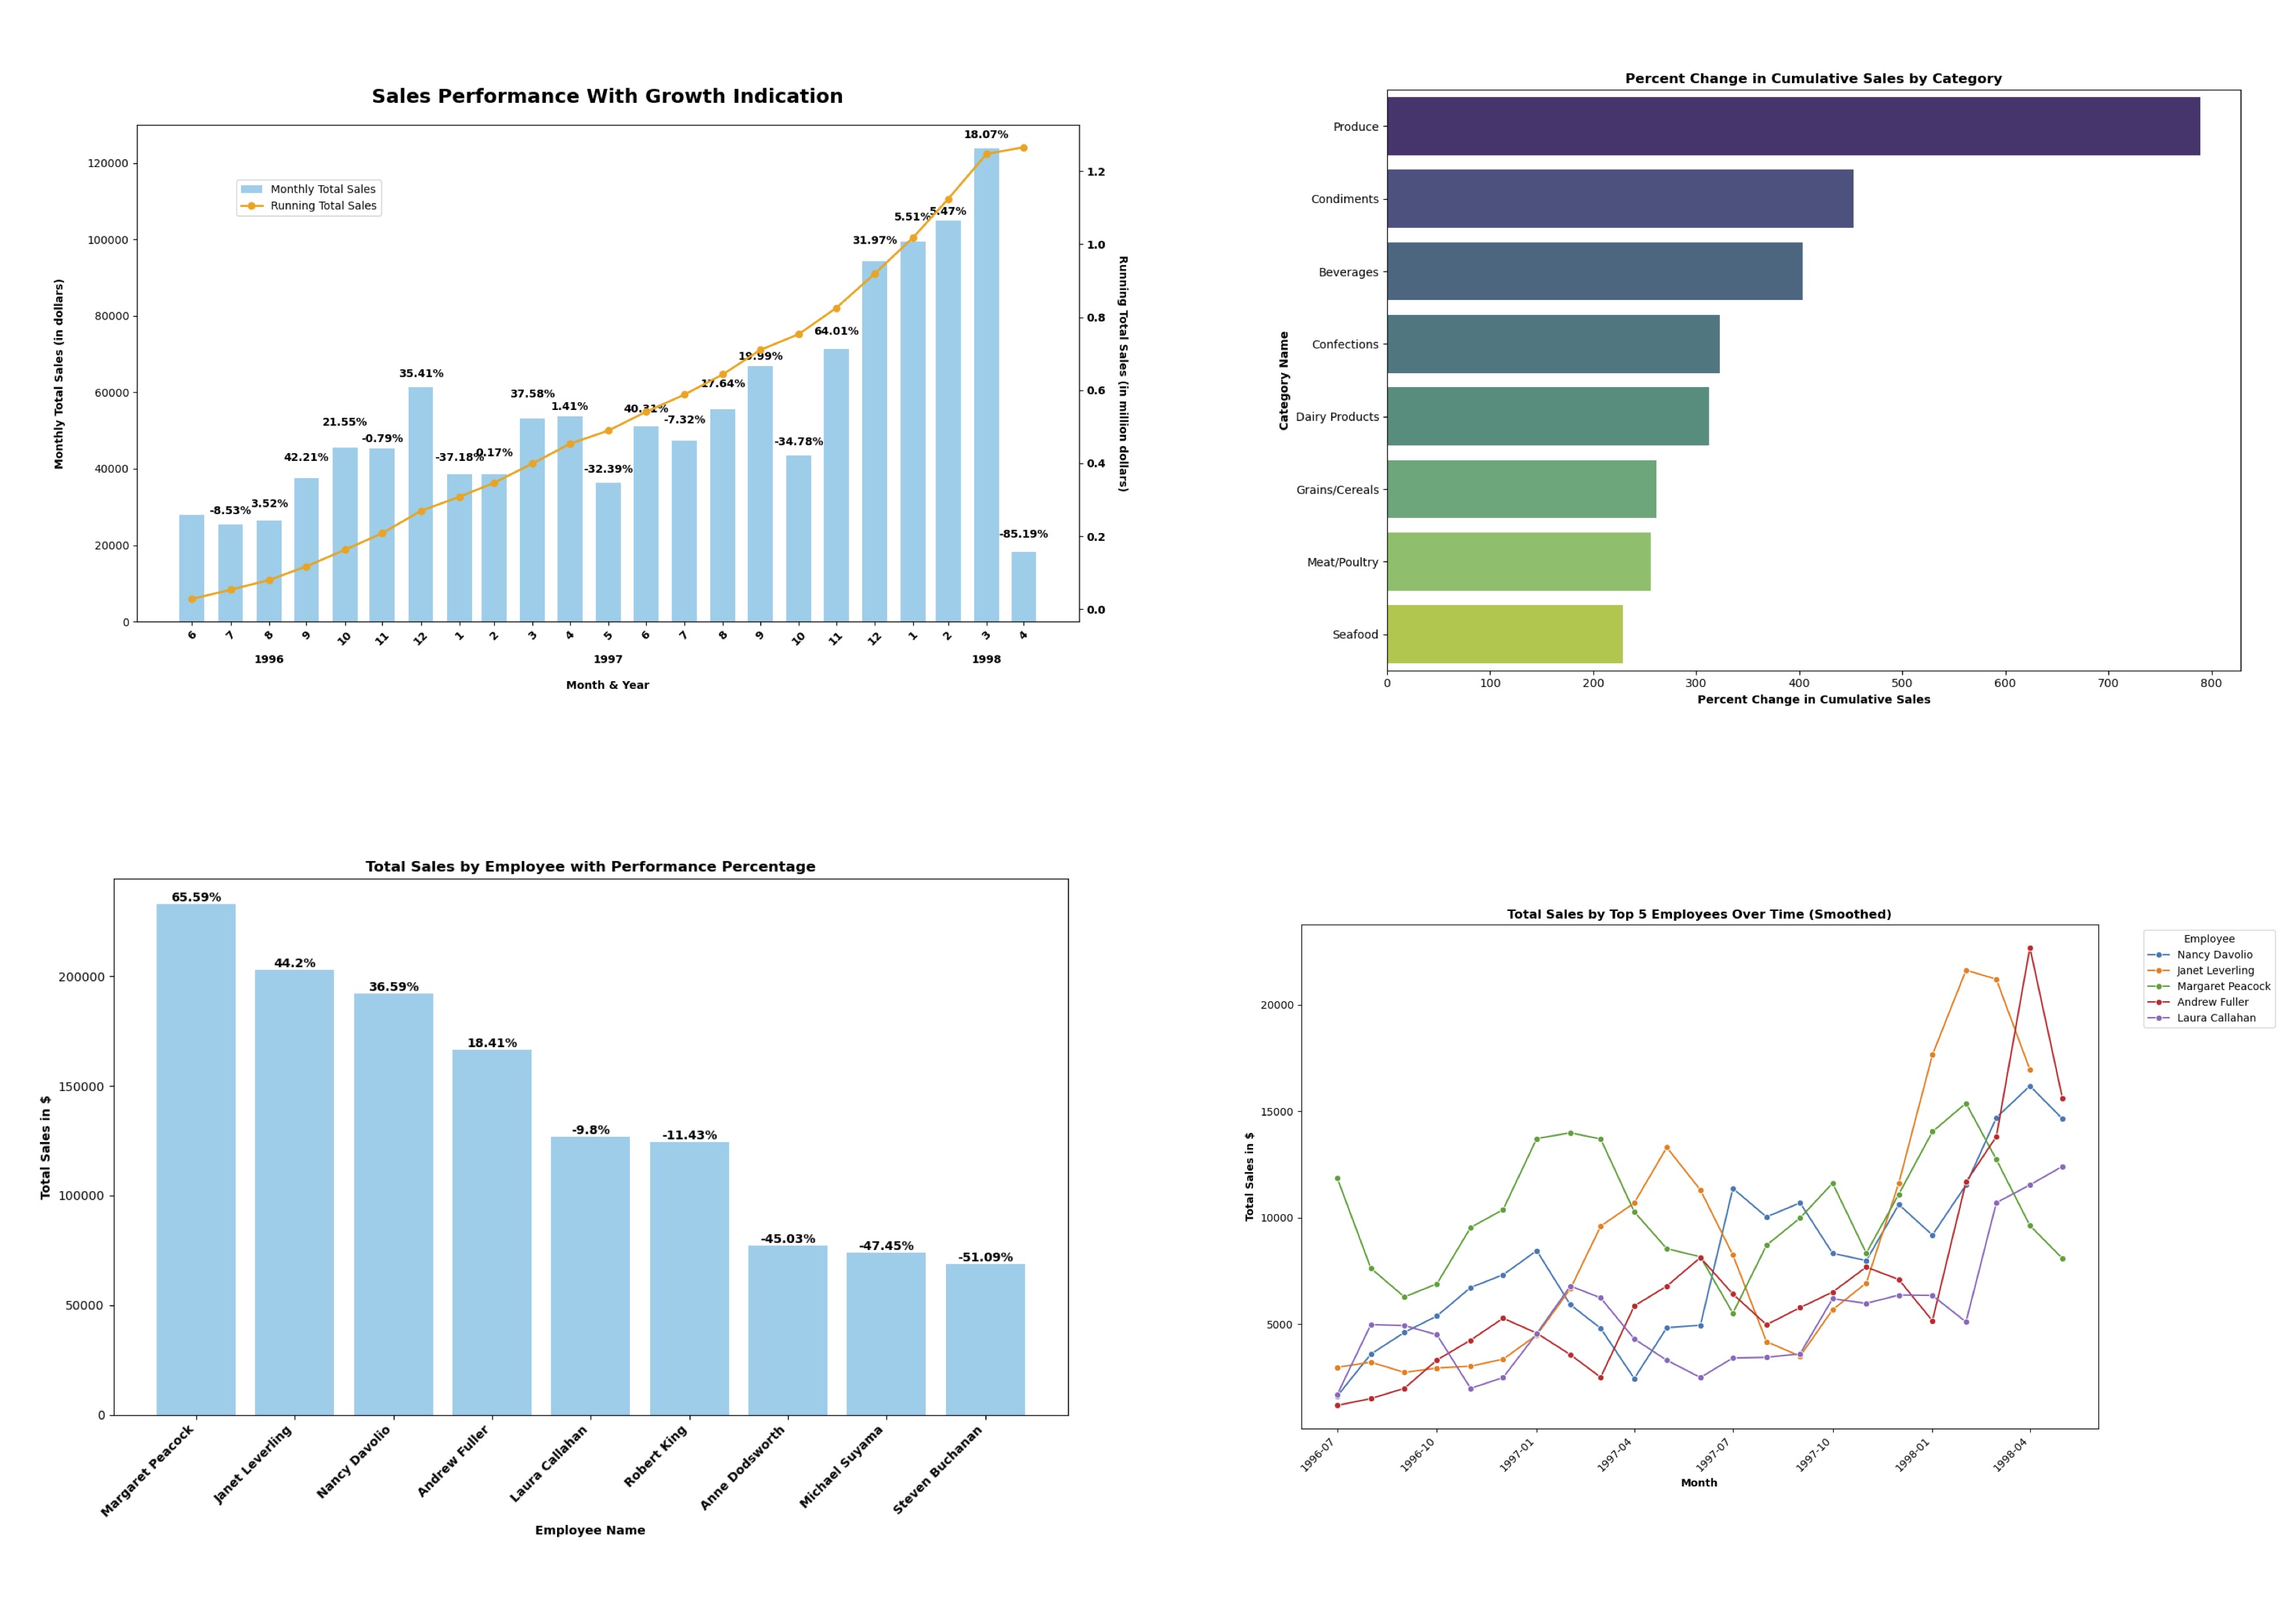 Sales Performance With Growth Indication
Monthly Total Sales (in dollars)
120000
100000
80000
60000
40000
20000
0
Monthly Total Sales
Running Total Sales
-8.53%
3.52%
42.21%
21.55%
-0.79%
35.41%
-37.18%
0.17%
37.58%
1.41%
-32.39%
40.31%
-7.32%
17.64%
19.99%
-34.78%
64.01%
31.97%
5.51%
5.47%
18.07%
-85.19%
1.2
1.0
0.8
0.6
0.4
0.2
0.0
Running Total Sales (in million dollars)
6 7 8 9 10 11 12 1 2 3 4 5 6 7 8 9 10 11 12 1 2 3 4
1996 1997 1998
Month & Year
Percent Change in Cumulative Sales by Category
Category Name
Produce
Condiments
Beverages
Confections
Dairy Products
Grains/Cereals
Meat/Poultry
Seafood
0 100 200 300 400 500 600 700 800
Percent Change in Cumulative Sales
Total Sales by Employee with Performance Percentage
Total Sales in $
200000
150000
100000
50000
0
65.59%
44.2%
36.59%
18.41%
-9.8%
-11.43%
-45.03%
-47.45%
-51.09%
Margaret Peacock
Janet Leverling
Nancy Davolio
Andrew Fuller
Laura Callahan
Robert King
Anne Dodsworth
Michael Suyama
Steven Buchanan
Employee Name
Total Sales by Top 5 Employees Over Time (Smoothed)
Total Sales in $
20000
15000
10000
5000
1996-07
1996-10
1997-01
1997-04
1997-07
1997-10
1998-01
1998-04
Month
Employee
Nancy Davolio
Janet Leverling
Margaret Peacock
Andrew Fuller
Laura Callahan